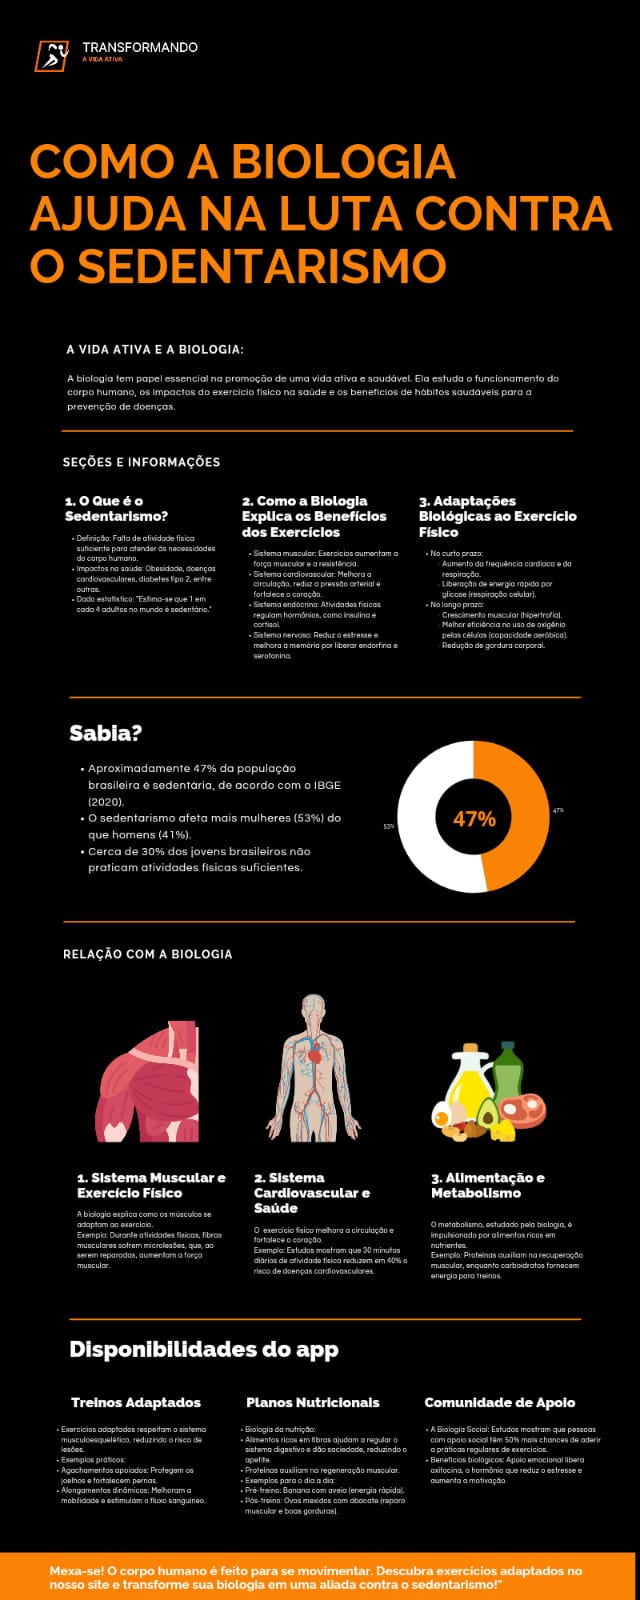 TRANSFORMANDO
A VIDA ATIVA
COMO A BIOLOGIA
AJUDA NA LUTA CONTRA
O SEDENTARISMO
A VIDA ATIVA E A BIOLOGIA:
A biologia tem papel essencial na promoção de uma vida ativa e saudável. Ela estuda o funcionamento do
corpo humano, os impactos do exercício físico na saúde e os benefícios de hábitos saudáveis para a
prevenção de doenças.
SEÇÕES E INFORMAÇÕES
1. O Que é o
Sedentarismo?
• Definição: Falta de atividade física
suficiente para atender às necessidades
do corpo humano.
• Impactos na saúde: Obesidade, doenças
cardiovasculares, diabetes tipo 2, entre
outras.
• Dado estatístico: "Estima-se que 1 em
cada 4 adultos no mundo é sedentário."
2. Como a Biologia
Explica os Benefícios
dos Exercícios
• Sistema muscular: Exercícios aumentam a
força muscular e a resistência.
• Sistema cardiovascular: Melhora a
circulação, reduz a pressão arterial e
fortalece o coração.
• Sistema endócrino: Atividades físicas
regulam hormônios, como insulina e
cortisol.
• Sistema nervoso: Reduz o estresse e
melhora a memória por liberar endorfina e
serotonina.
3. Adaptações
Biológicas ao Exercício
Físico
• No curto prazo:
◦ Aumento da frequência cardíaca e da
respiração.
◦ Liberação de energia rápida por
glicose (respiração celular).
• No longo prazo:
◦ Crescimento muscular (hipertrofia).
◦ Melhor eficiência no uso de oxigênio
pelas células (capacidade aeróbica).
◦ Redução de gordura corporal.
Sabia?
• Aproximadamente 47% da população
brasileira é sedentária, de acordo com o IBGE
(2020).
• O sedentarismo afeta mais mulheres (53%) do
que homens (41%).
• Cerca de 30% dos jovens brasileiros não
praticam atividades físicas suficientes.
53%
47%
47%
RELAÇÃO COM A BIOLOGIA
1. Sistema Muscular e
Exercício Físico
A biologia explica como os músculos se
adaptam ao exercício.
Exemplo: Durante atividades físicas, fibras
musculares sofrem microlesões, que, ao
serem reparadas, aumentam a força
muscular.
2. Sistema
Cardiovascular e
Saúde
O exercício físico melhora a circulação e
fortalece o coração.
Exemplo: Estudos mostram que 30 minutos
diários de atividade física reduzem em 40% o
risco de doenças cardiovasculares.
3. Alimentação e
Metabolismo
O metabolismo, estudado pela biologia, é
impulsionado por alimentos ricos em
nutrientes.
Exemplo: Proteínas auxiliam na recuperação
muscular, enquanto carboidratos fornecem
energia para treinos.
Disponibilidades do app
Treinos Adaptados
• Exercícios adaptados respeitam o sistema
musculoesquelético, reduzindo o risco de
lesões.
• Exemplos práticos:
• Agachamentos apoiados: Protegem os
joelhos e fortalecem pernas.
• Alongamentos dinâmicos: Melhoram a
mobilidade e estimulam o fluxo sanguíneo.
Planos Nutricionais
• Biologia da nutrição:
• Alimentos ricos em fibras ajudam a regular o
sistema digestivo e dão saciedade, reduzindo o
apetite.
• Proteínas auxiliam na regeneração muscular.
• Exemplos para o dia a dia:
• Pré-treino: Banana com aveia (energia rápida).
• Pós-treino: Ovos mexidos com abacate (reparo
muscular e boas gorduras).
Comunidade de Apoio
• A Biologia Social: Estudos mostram que pessoas
com apoio social têm 50% mais chances de aderir
a práticas regulares de exercícios.
• Benefícios biológicos: Apoio emocional libera
oxitocina, o hormônio que reduz o estresse e
aumenta a motivação.
Mexa-se! O corpo humano é feito para se movimentar. Descubra exercícios adaptados no
nosso site e transforme sua biologia em uma aliada contra o sedentarismo!"